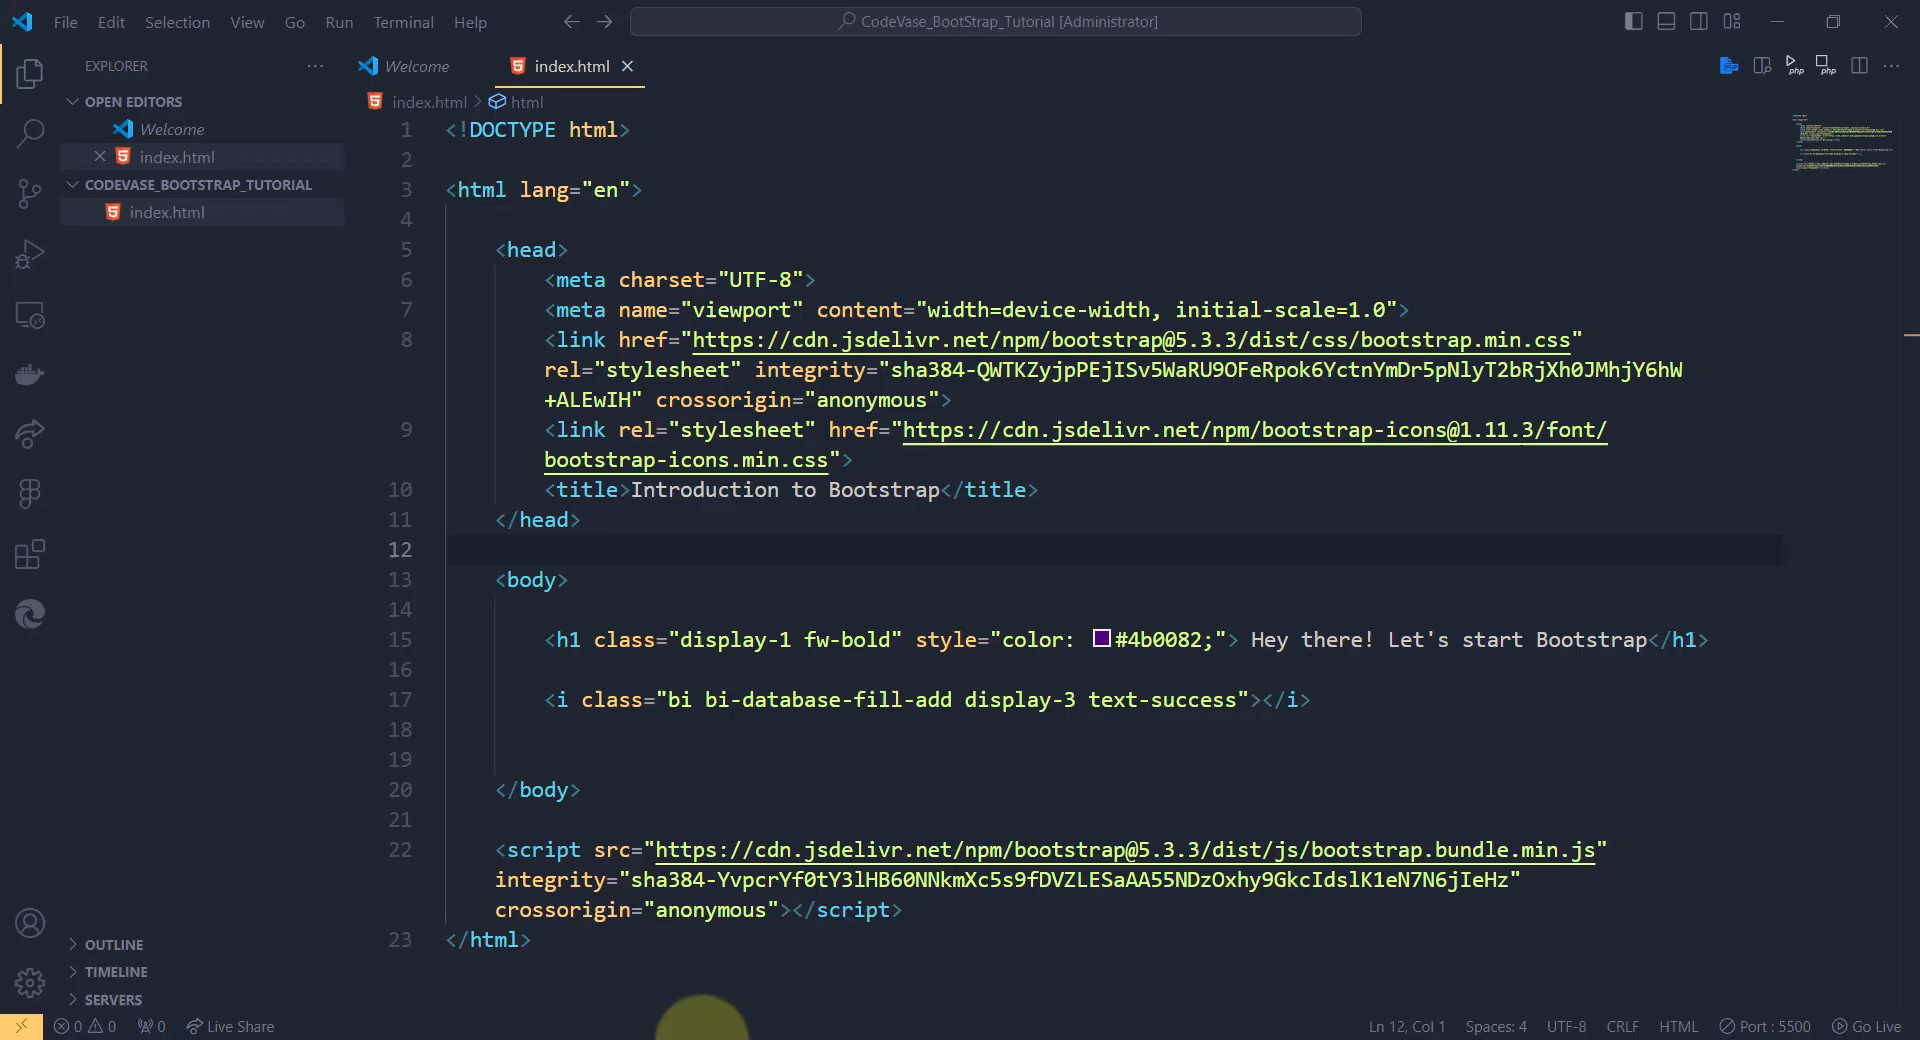 File Edit Selection View Go Run Terminal Help
CodeVase_BootStrap_Tutorial [Administrator]
EXPLORER
Welcome
index.html
php
php
OPEN EDITORS
Welcome
index.html
CODEVASE_BOOTSTRAP_TUTORIAL
index.html
index.html > html
1 <!DOCTYPE html>
2
3 <html lang="en">
4
5 <head>
6 <meta charset="UTF-8">
7 <meta name="viewport" content="width=device-width, initial-scale=1.0">
8 <link href="https://cdn.jsdelivr.net/npm/bootstrap@5.3.3/dist/css/bootstrap.min.css"
rel="stylesheet" integrity="sha384-QWTKZyjpPEjISv5WaRU9OFeRpok6YctnYmDr5pNlyT2bRjXh0JMhjY6hW
+ALEwIH" crossorigin="anonymous">
9 <link rel="stylesheet" href="https://cdn.jsdelivr.net/npm/bootstrap-icons@1.11.3/font/
bootstrap-icons.min.css">
10 <title>Introduction to Bootstrap</title>
11 </head>
12
13 <body>
14
15 <h1 class="display-1 fw-bold" style="color: #4b0082;"> Hey there! Let's start Bootstrap</h1>
16
17 <i class="bi bi-database-fill-add display-3 text-success"></i>
18
19
20 </body>
21
22 <script src="https://cdn.jsdelivr.net/npm/bootstrap@5.3.3/dist/js/bootstrap.bundle.min.js"
integrity="sha384-YvpcrYf0tY3lHB60NNkmXc5s9fDVZLESaAA55NDzOxhy9GkcIdslK1eN7N6jIeHz"
crossorigin="anonymous"></script>
23 </html>
OUTLINE
TIMELINE
SERVERS
0 0 0 Live Share
Ln 12, Col 1 Spaces: 4 UTF-8 CRLF HTML Port : 5500 Go Live